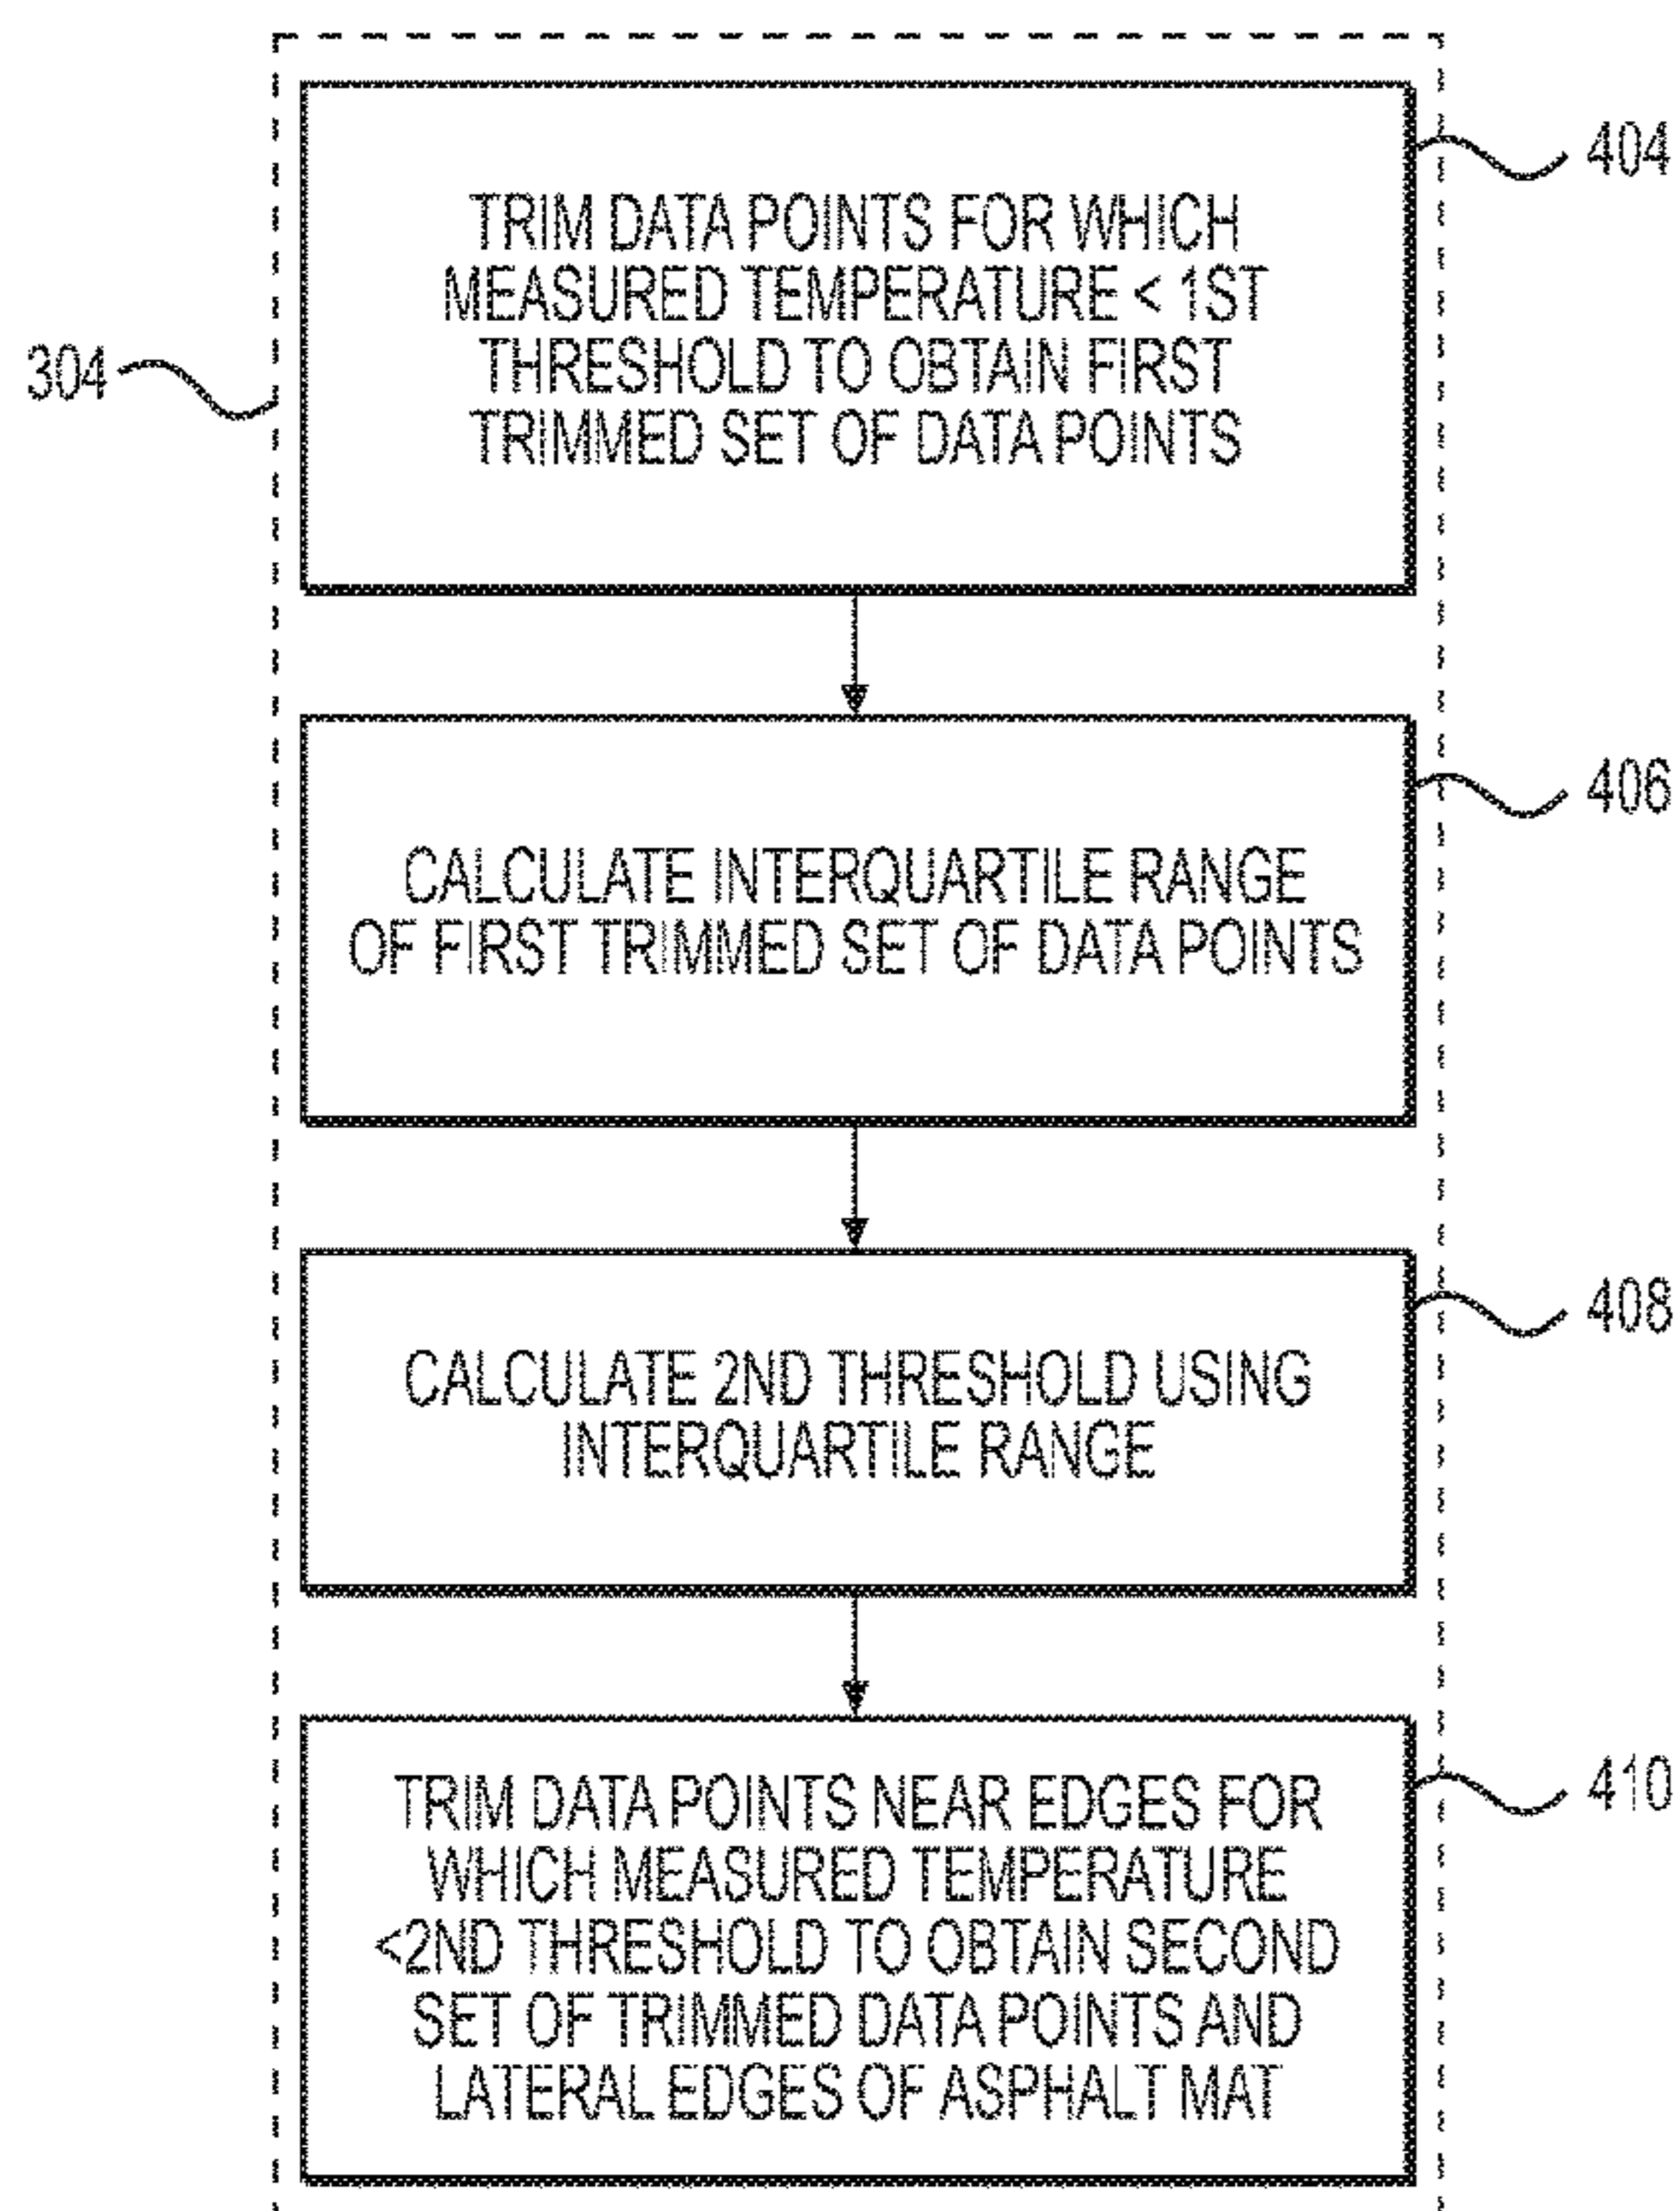 TRIM DATA POINTS FOR WHICH
MEASURED TEMPERATURE < 1ST
THRESHOLD TO OBTAIN FIRST
TRIMMED SET OF DATA POINTS
404
304
CALCULATE INTERQUARTILE RANGE
OF FIRST TRIMMED SET OF DATA POINTS
406
CALCULATE 2ND THRESHOLD USING
INTERQUARTILE RANGE
408
TRIM DATA POINTS NEAR EDGES FOR
WHICH MEASURED TEMPERATURE
<2ND THRESHOLD TO OBTAIN SECOND
SET OF TRIMMED DATA POINTS AND
LATERAL EDGES OF ASPHALT MAT
410